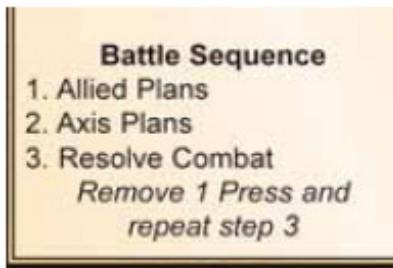 Battle Sequence
1. Allied Plans
2. Axis Plans
3. Resolve Combat
Remove 1 Press and
repeat step 3